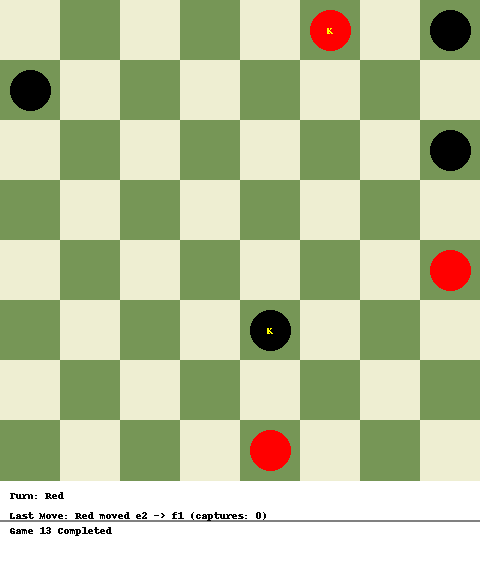 K
K
Turn: Red
Last Move: Red moved e2 -> f1 (captures: 0)
Game 13 Completed